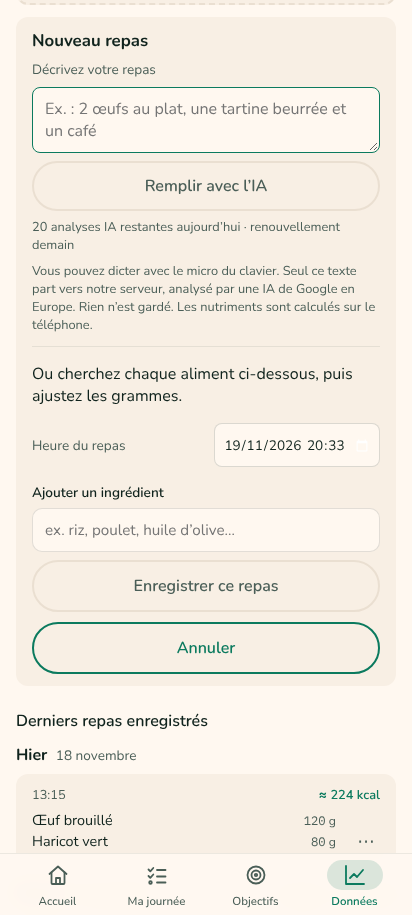 Nouveau repas
Décrivez votre repas
Ex. : 2 œufs au plat, une tartine beurrée et
un café
Remplir avec l’IA
20 analyses IA restantes aujourd’hui · renouvellement
demain
Vous pouvez dicter avec le micro du clavier. Seul ce texte
part vers notre serveur, analysé par une IA de Google en
Europe. Rien n’est gardé. Les nutriments sont calculés sur le
téléphone.
Ou cherchez chaque aliment ci-dessous, puis
ajustez les grammes.
Heure du repas 19/11/2026 20:33
Ajouter un ingrédient
ex. riz, poulet, huile d’olive…
Enregistrer ce repas
Annuler
Derniers repas enregistrés
Hier 18 novembre
13:15 ≈ 224 kcal
Œuf brouillé 120 g
Haricot vert 80 g ···
Accueil Ma journée Objectifs Données